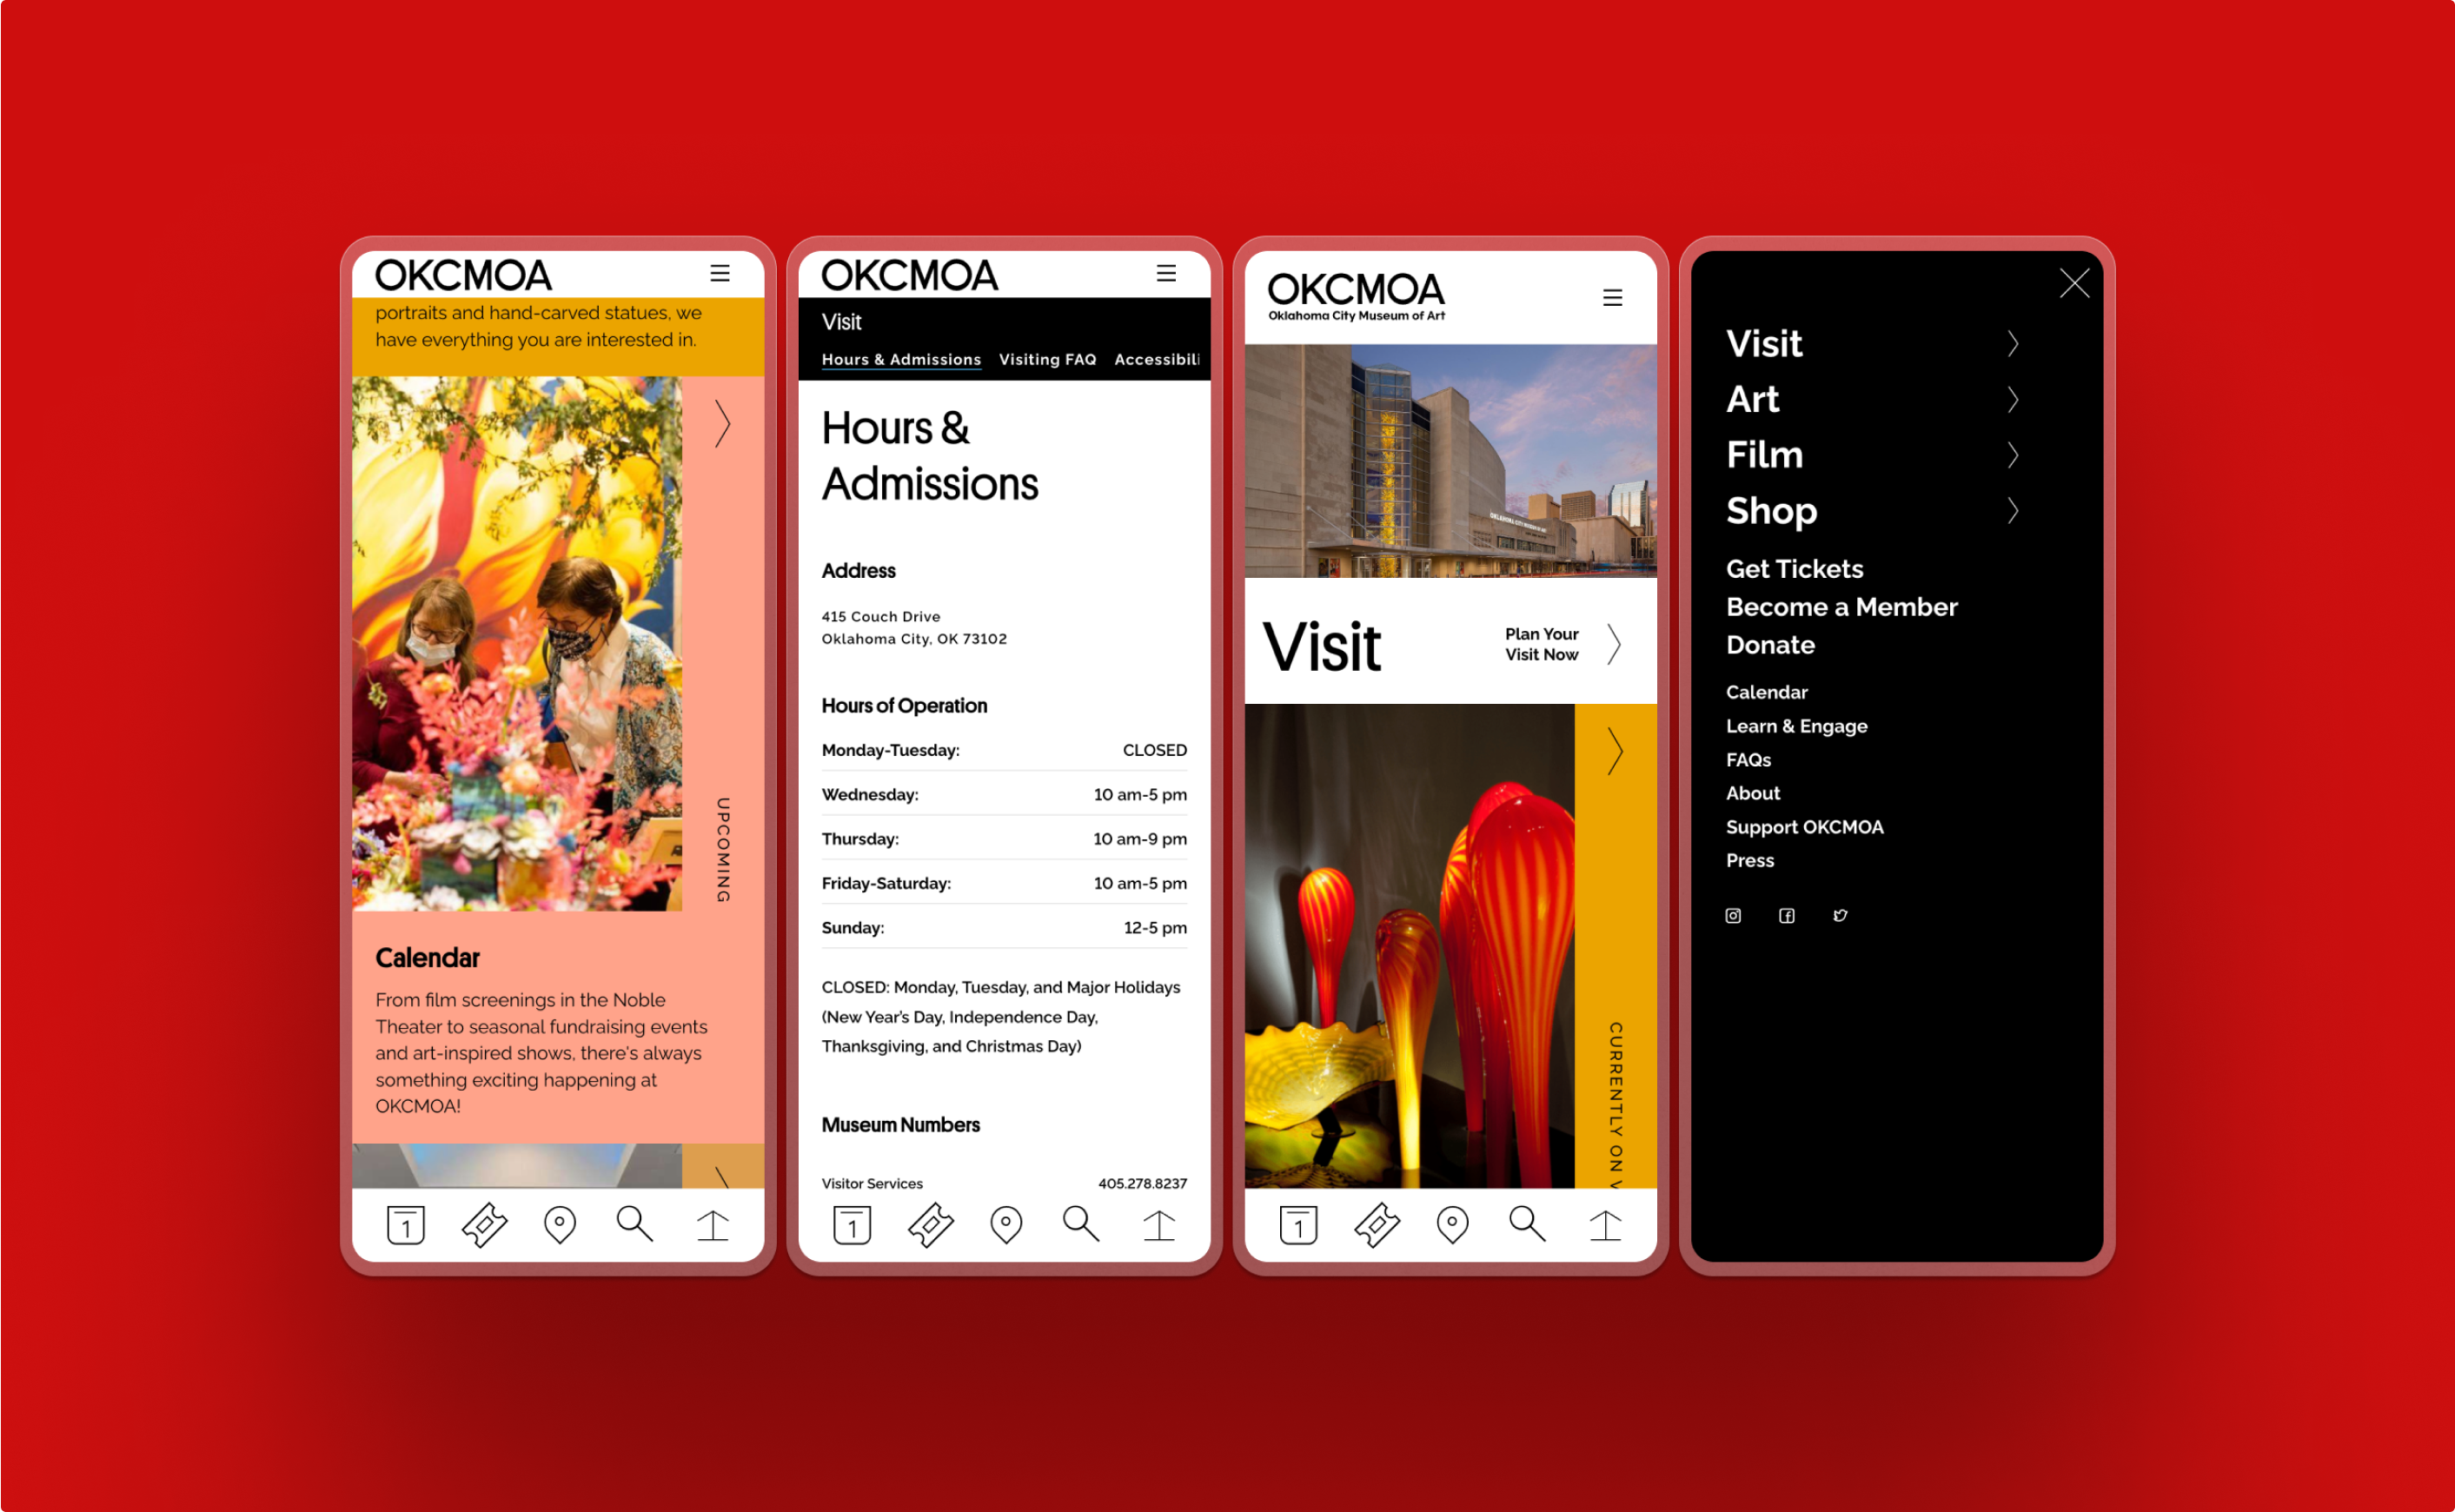 OKCMOA
portraits and hand-carved statues, we
have everything you are interested in.
UPCOMING
Calendar
From film screenings in the Noble
Theater to seasonal fundraising events
and art-inspired shows, there's always
something exciting happening at
OKCMOA!
1
OKCMOA
Visit
Hours & Admissions Visiting FAQ Accessibili
Hours &
Admissions
Address
415 Couch Drive
Oklahoma City, OK 73102
Hours of Operation
Monday-Tuesday: CLOSED
Wednesday: 10 am-5 pm
Thursday: 10 am-9 pm
Friday-Saturday: 10 am-5 pm
Sunday: 12-5 pm
CLOSED: Monday, Tuesday, and Major Holidays
(New Year's Day, Independence Day,
Thanksgiving, and Christmas Day)
Museum Numbers
Visitor Services 405.278.8237
1
OKCMOA
Oklahoma City Museum of Art
OKLAHOMA CITY MUSEUM OF ART
Visit
Plan Your
Visit Now
CURRENTLY ON V
1
Visit
Art
Film
Shop
Get Tickets
Become a Member
Donate
Calendar
Learn & Engage
FAQs
About
Support OKCMOA
Press